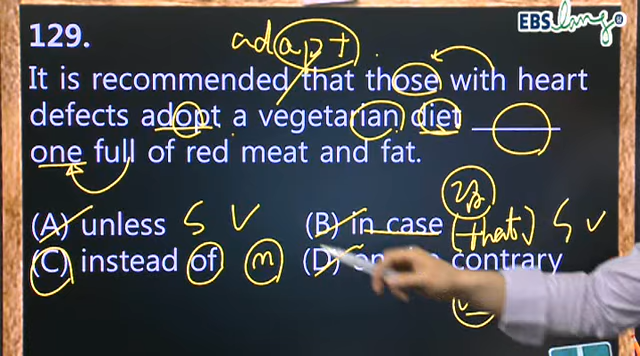 EBS lang
129.
adapt
It is recommended that those with heart
defects adopt a vegetarian diet
one full of red meat and fat.
(A) unless S V (B) in case (that) S V
(C) instead of n (D) on the contrary